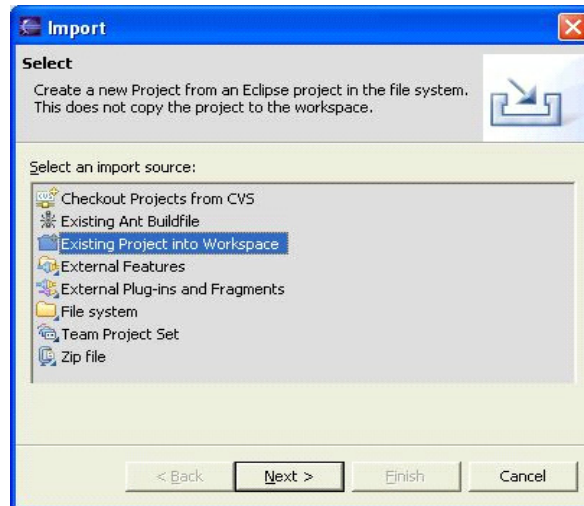 Import
Select
Create a new Project from an Eclipse project in the file system.
This does not copy the project to the workspace.
Select an import source:
Checkout Projects from CVS
Existing Ant Buildfile
Existing Project into Workspace
External Features
External Plug-ins and Fragments
File system
Team Project Set
Zip file
< Back Next > Finish Cancel